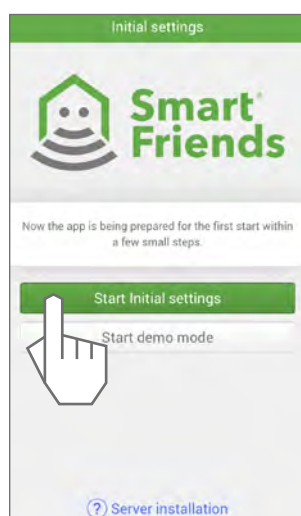 Initial settings
Smart
Friends
Now the app is being prepared for the first start within
a few small steps.
Start Initial settings
Start demo mode
? Server installation